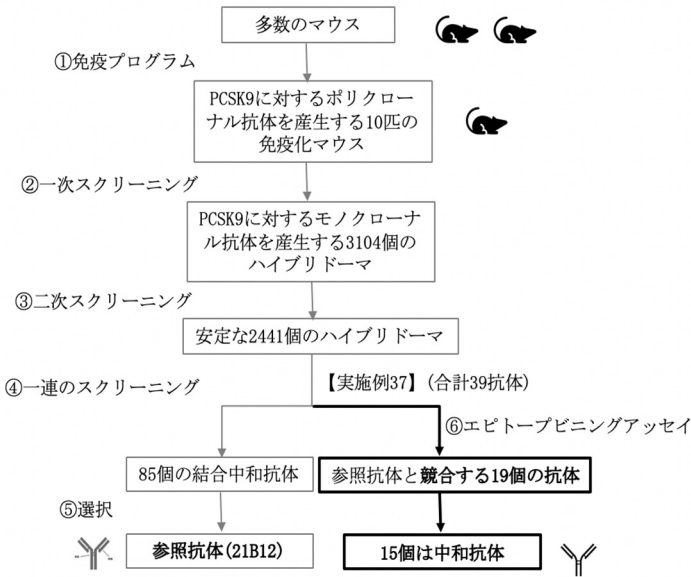 多数のマウス
①免疫プログラム
PCSK9に対するポリクロー
ナル抗体を産生する10匹の
免疫化マウス
②一次スクリーニング
PCSK9に対するモノクローナ
ル抗体を産生する3104個の
ハイブリドーマ
③二次スクリーニング
安定な2441個のハイブリドーマ
④一連のスクリーニング
【実施例37】(合計39抗体)
⑥エピトープビニングアッセイ
85個の結合中和抗体
参照抗体と競合する19個の抗体
⑤選択
参照抗体(21B12)
15個は中和抗体